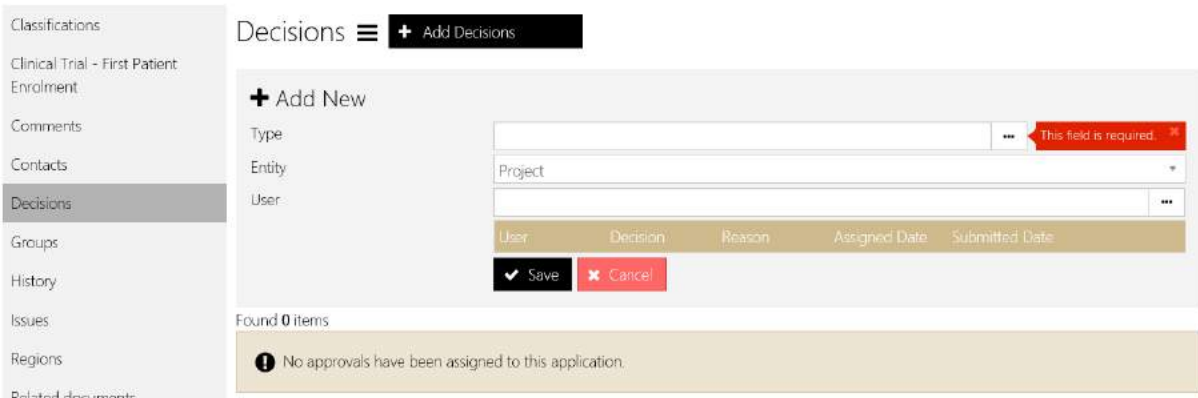 Classifications
Clinical Trial - First Patient
Enrolment
Comments
Contacts
Decisions
Groups
History
Issues
Regions
Related documents
Decisions
Add Decisions
Add New
Type
This field is required.
Entity
Project
User
User Decision Reason Assigned Date Submitted Date
Save Cancel
Found 0 items
No approvals have been assigned to this application.